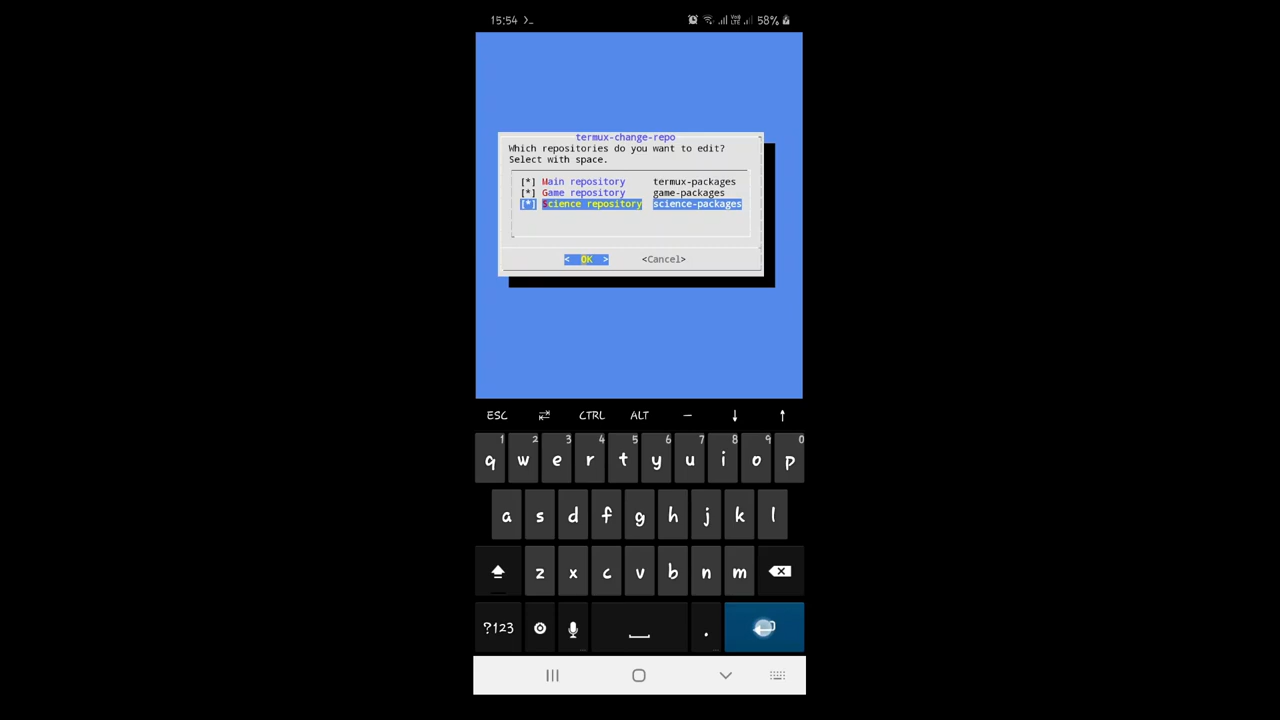 15:54 >_ VoD LTE 58%
termux-change-repo
Which repositories do you want to edit?
Select with space.
[*] Main repository termux-packages
[*] Game repository game-packages
[*] Science repository science-packages
< OK > <Cancel>
ESC CTRL ALT —
1 2 3 4 5 6 7 8 9 0
q w e r t y u i o p
a s d f g h j k l
z x c v b n m
?123 .